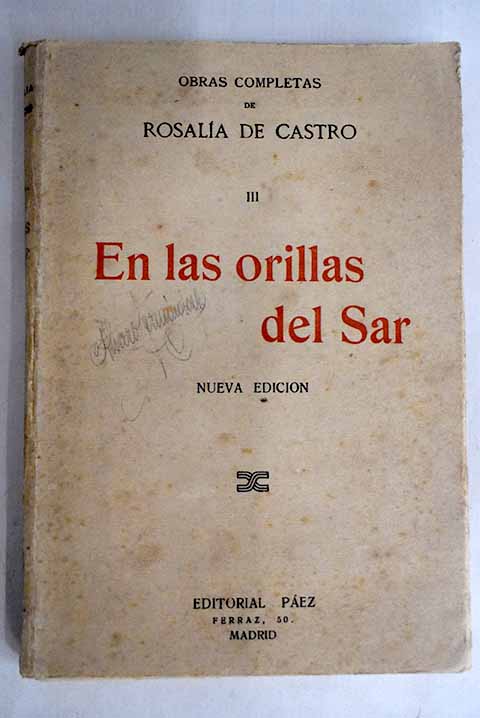 OBRAS COMPLETAS
DE
ROSALÍA DE CASTRO
III
En las orillas
del Sar
NUEVA EDICION
EDITORIAL PÁEZ
FERRAZ, 50.
MADRID